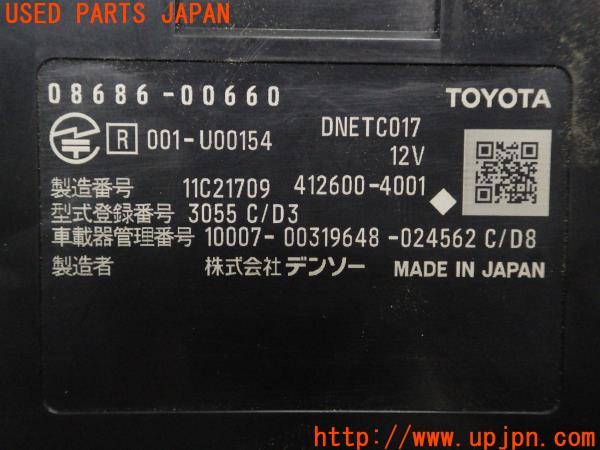 USED PARTS JAPAN
08686-00660
TOYOTA
R 001-U00154
DNETC017
12V
製造番号 11C21709 412600-4001
型式登録番号 3055 C/D3
車載器管理番号 10007-00319648-024562 C/D8
製造者 株式会社デンソー MADE IN JAPAN
UPJ
http://www.upjpn.com